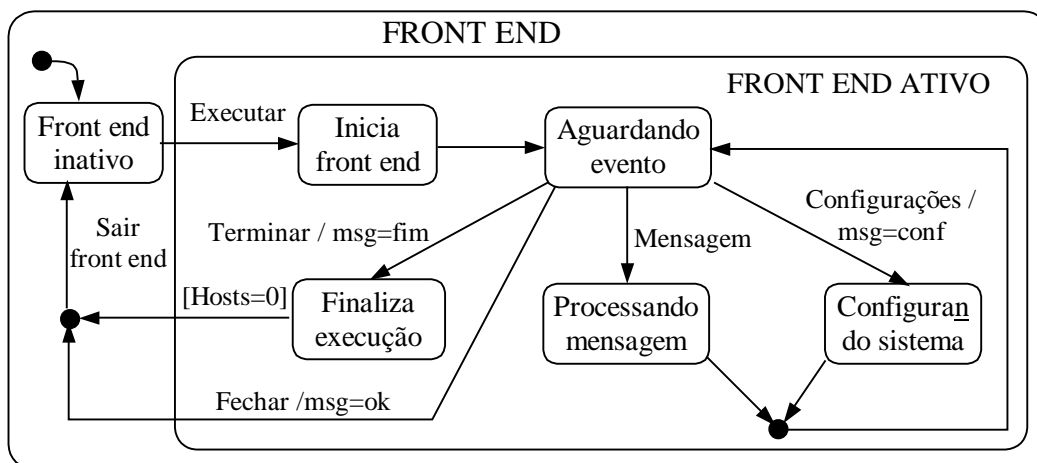 FRONT END
FRONT END ATIVO
Front end
inativo
Executar
Inicia
front end
Aguardando
evento
Sair
front end
Terminar / msg=fim
Mensagem
Configurações /
msg=conf
[Hosts=0]
Finaliza
execução
Processando
mensagem
Configuran
do sistema
Fechar /msg=ok